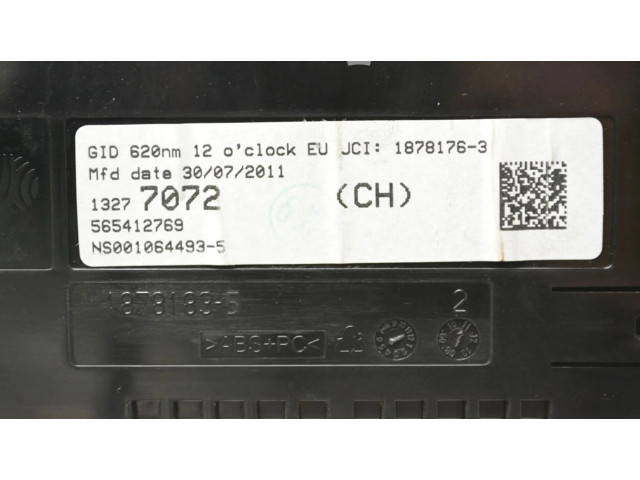 GID 620nm 12 o'clock EU JCI: 1878176-3
Mfd date 30/07/2011
1327 7072 (CH)
565412769
NS001064493-5
1878183-5 2
>ABS+PC<